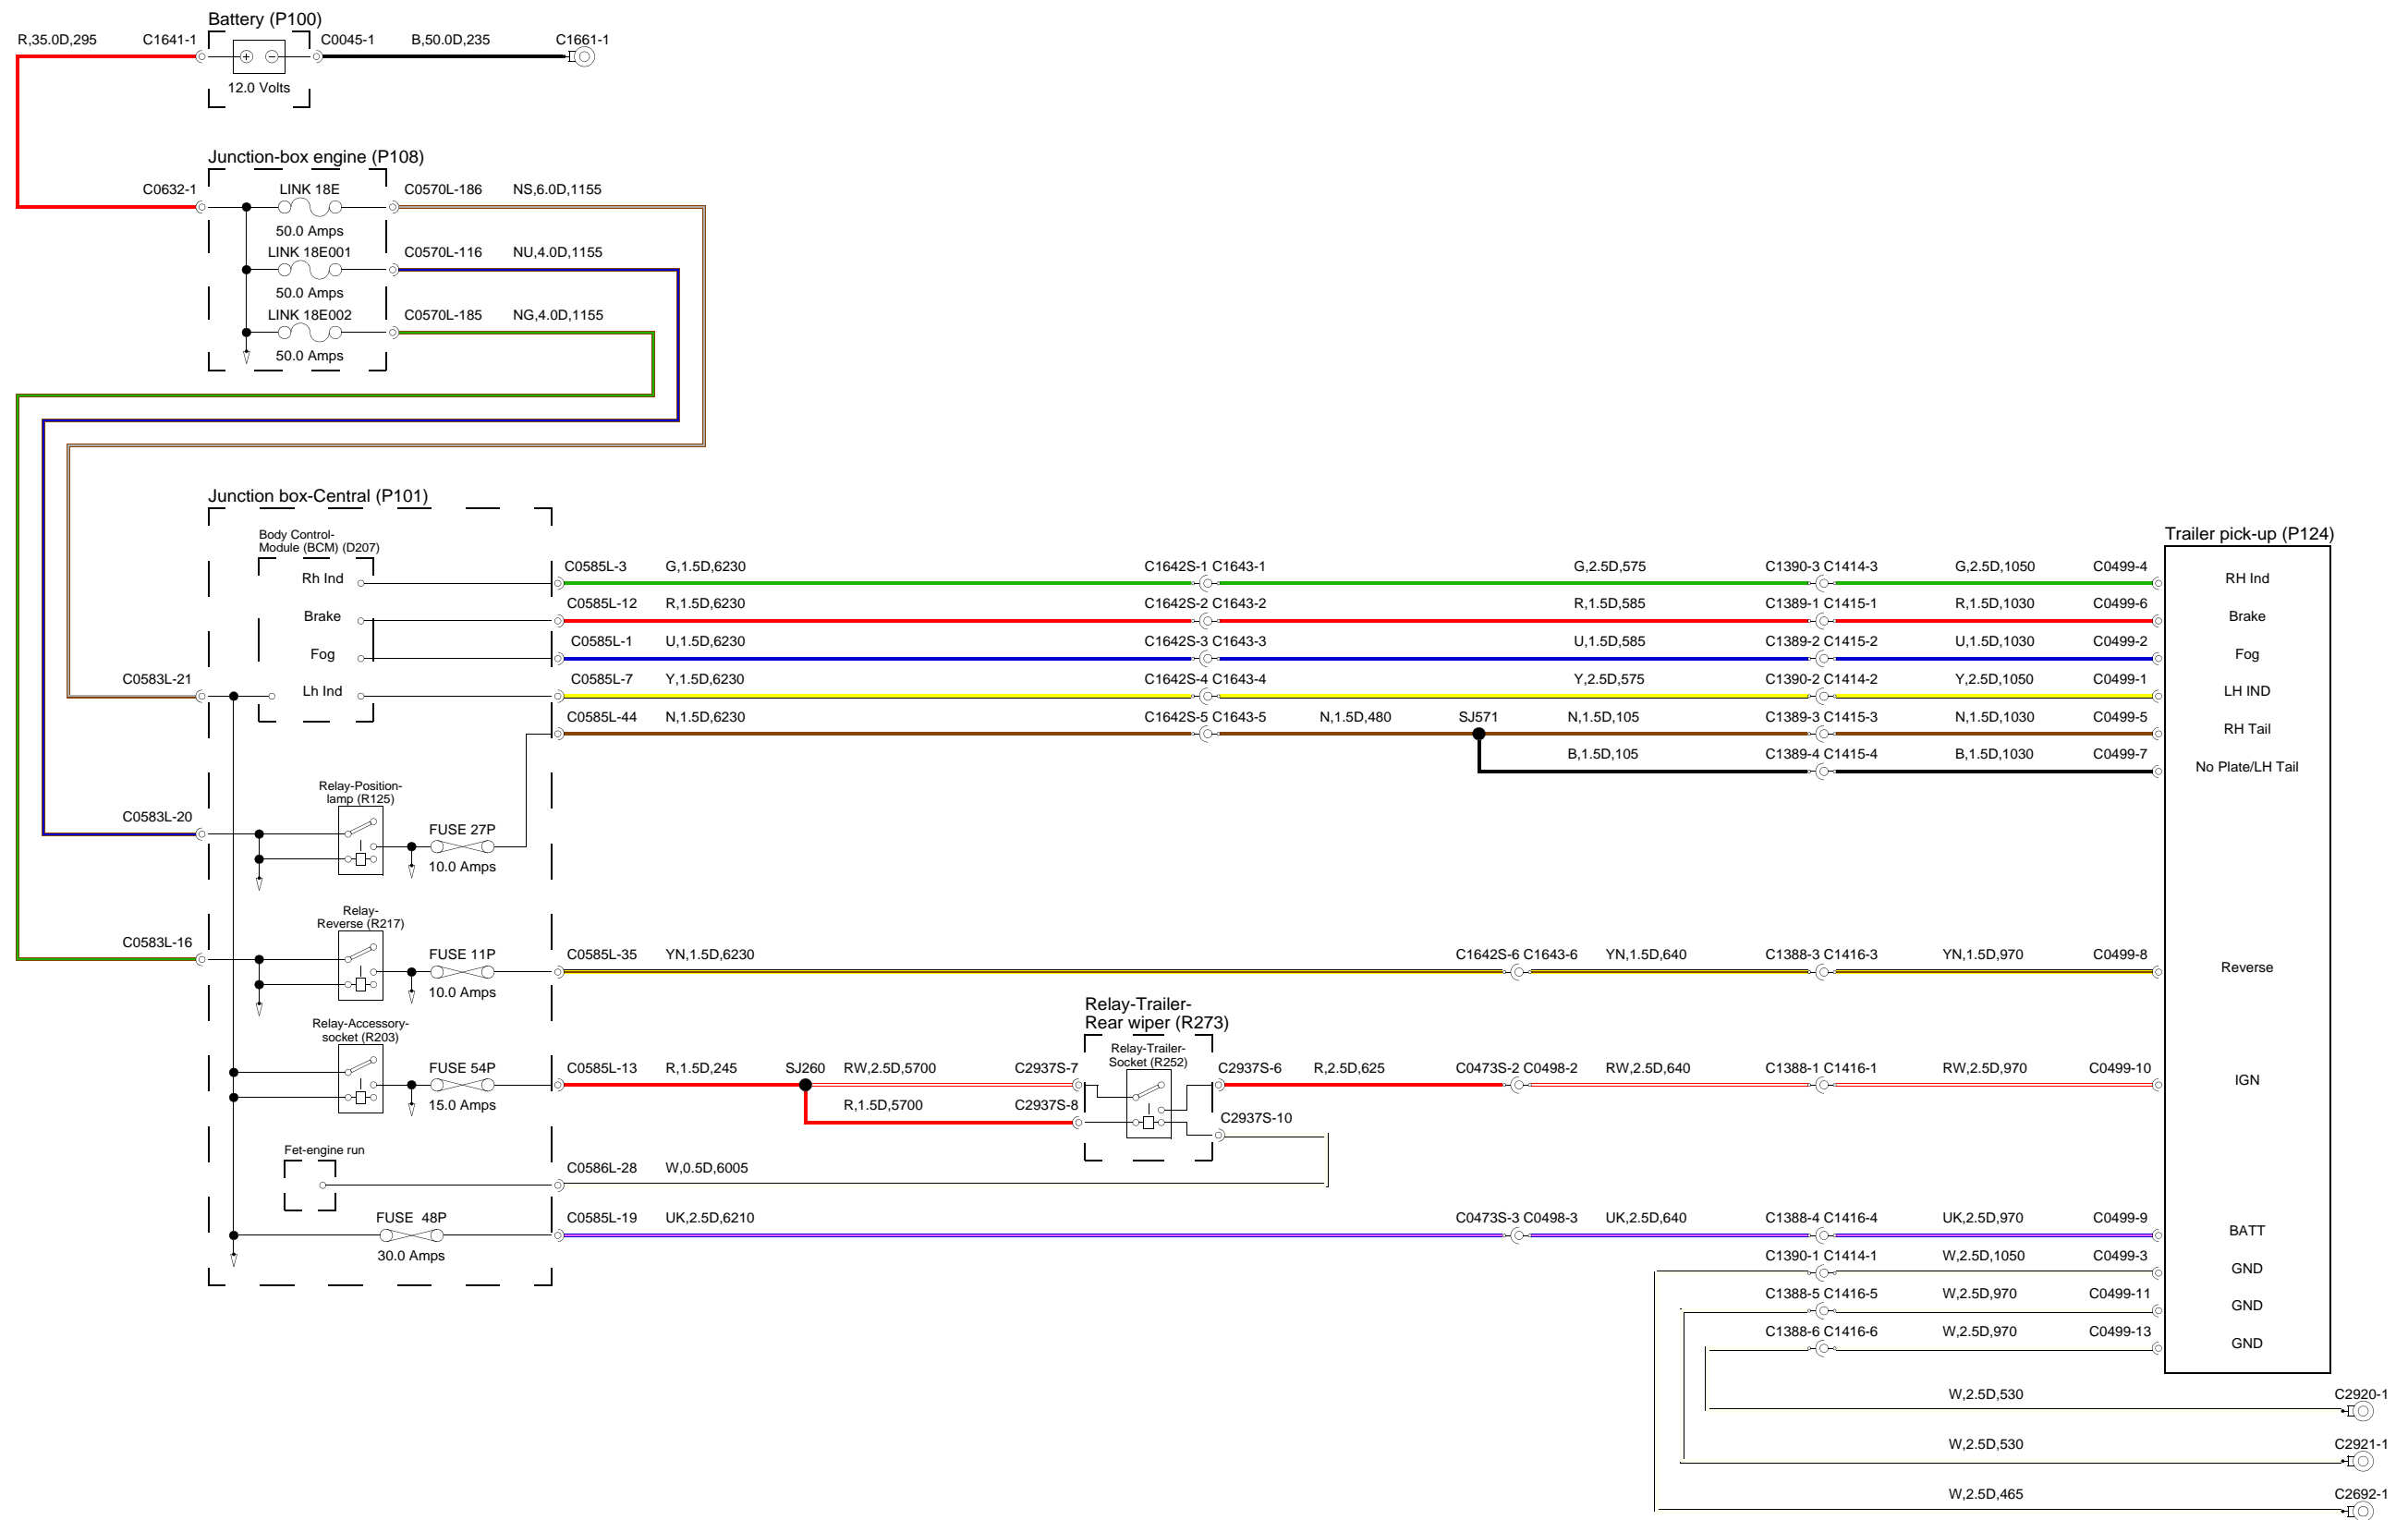 Battery (P100)
R,35.0D,295 C1641-1 C0045-1 B,50.0D,235 C1661-1
12.0 Volts
Junction-box engine (P108)
C0632-1 LINK 18E C0570L-186 NS,6.0D,1155
50.0 Amps
LINK 18E001 C0570L-116 NU,4.0D,1155
50.0 Amps
LINK 18E002 C0570L-185 NG,4.0D,1155
50.0 Amps
Junction box-Central (P101)
Body Control-
Module (BCM) (D207)
Trailer pick-up (P124)
Rh Ind C0585L-3 G,1.5D,6230 C1642S-1 C1643-1 G,2.5D,575 C1390-3 C1414-3 G,2.5D,1050 C0499-4 RH Ind
Brake C0585L-12 R,1.5D,6230 C1642S-2 C1643-2 R,1.5D,585 C1389-1 C1415-1 R,1.5D,1030 C0499-6 Brake
Fog C0585L-1 U,1.5D,6230 C1642S-3 C1643-3 U,1.5D,585 C1389-2 C1415-2 U,1.5D,1030 C0499-2 Fog
C0583L-21 Lh Ind C0585L-7 Y,1.5D,6230 C1642S-4 C1643-4 Y,2.5D,575 C1390-2 C1414-2 Y,2.5D,1050 C0499-1 LH IND
C0585L-44 N,1.5D,6230 C1642S-5 C1643-5 N,1.5D,480 SJ571 N,1.5D,105 C1389-3 C1415-3 N,1.5D,1030 C0499-5 RH Tail
B,1.5D,105 C1389-4 C1415-4 B,1.5D,1030 C0499-7 No Plate/LH Tail
Relay-Position-
lamp (R125)
C0583L-20 FUSE 27P
10.0 Amps
Relay-
Reverse (R217)
C0583L-16 FUSE 11P C0585L-35 YN,1.5D,6230 C1642S-6 C1643-6 YN,1.5D,640 C1388-3 C1416-3 YN,1.5D,970 C0499-8 Reverse
10.0 Amps
Relay-Trailer-
Rear wiper (R273)
Relay-Accessory-
socket (R203)
Relay-Trailer-
Socket (R252)
FUSE 54P C0585L-13 R,1.5D,245 SJ260 RW,2.5D,5700 C2937S-7 C2937S-6 R,2.5D,625 C0473S-2 C0498-2 RW,2.5D,640 C1388-1 C1416-1 RW,2.5D,970 C0499-10 IGN
15.0 Amps R,1.5D,5700 C2937S-8 C2937S-10
Fet-engine run
C0586L-28 W,0.5D,6005
FUSE 48P C0585L-19 UK,2.5D,6210 C0473S-3 C0498-3 UK,2.5D,640 C1388-4 C1416-4 UK,2.5D,970 C0499-9 BATT
30.0 Amps
C1390-1 C1414-1 W,2.5D,1050 C0499-3 GND
C1388-5 C1416-5 W,2.5D,970 C0499-11 GND
C1388-6 C1416-6 W,2.5D,970 C0499-13 GND
W,2.5D,530 C2920-1
W,2.5D,530 C2921-1
W,2.5D,465 C2692-1